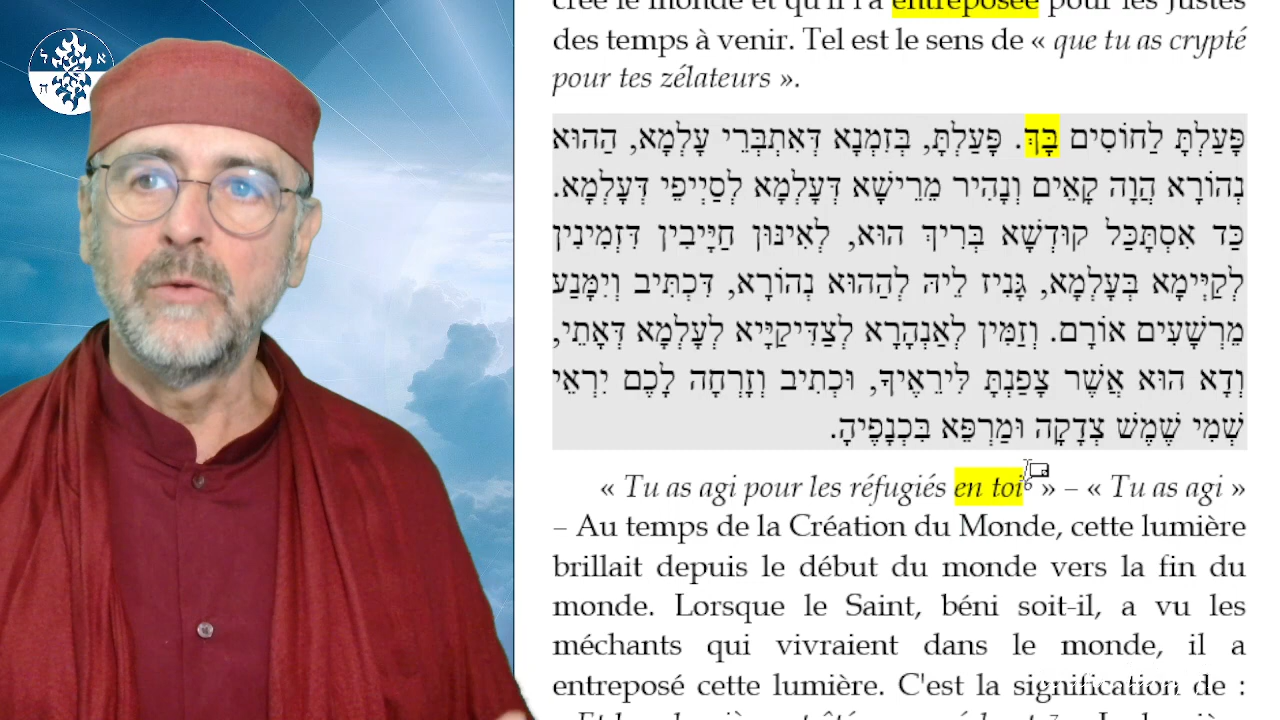 créé le monde et qu'il l'a entreposée pour les Justes
des temps à venir. Tel est le sens de « que tu as crypté
pour tes zélateurs ».
פָּעַלְתָּ לַחוֹסִים בָּךְ. פָּעַלְתָּ, בְּזִמְנָא דְּאִתְבְּרֵי עָלְמָא, הַהוּא
נְהוֹרָא הֲוָה קָאֵים וְנָהִיר מֵרֵישָׁא דְּעָלְמָא לְסַיְיפֵי דְּעָלְמָא.
כַּד אִסְתָּכַּל קוּדְשָׁא בְּרִיךְ הוּא, לְאִינּוּן חַיָּיבִין דִּזְמִינִין
לְקַיְּימָא בְּעָלְמָא, גָּנִיז לֵיהּ לְהַהוּא נְהוֹרָא, דִּכְתִּיב וְיִמָּנַע
מֵרְשָׁעִים אוֹרָם. וְזַמִּין לְאַנְהָרָא לְצַדִּיקַיָּיא לְעָלְמָא דְּאָתֵי,
וְדָא הוּא אֲשֶׁר צָפַנְתָּ לִּירֵאֶיךָ, וּכְתִיב וְזָרְחָה לָכֶם יִרְאֵי
שְׁמִי שֶׁמֶשׁ צְדָקָה וּמַרְפֵּא בִּכְנָפֶיהָ.
« Tu as agi pour les réfugiés en toi6 » – « Tu as agi »
– Au temps de la Création du Monde, cette lumière
brillait depuis le début du monde vers la fin du
monde. Lorsque le Saint, béni soit-il, a vu les
méchants qui vivraient dans le monde, il a
entreposé cette lumière. C'est la signification de :